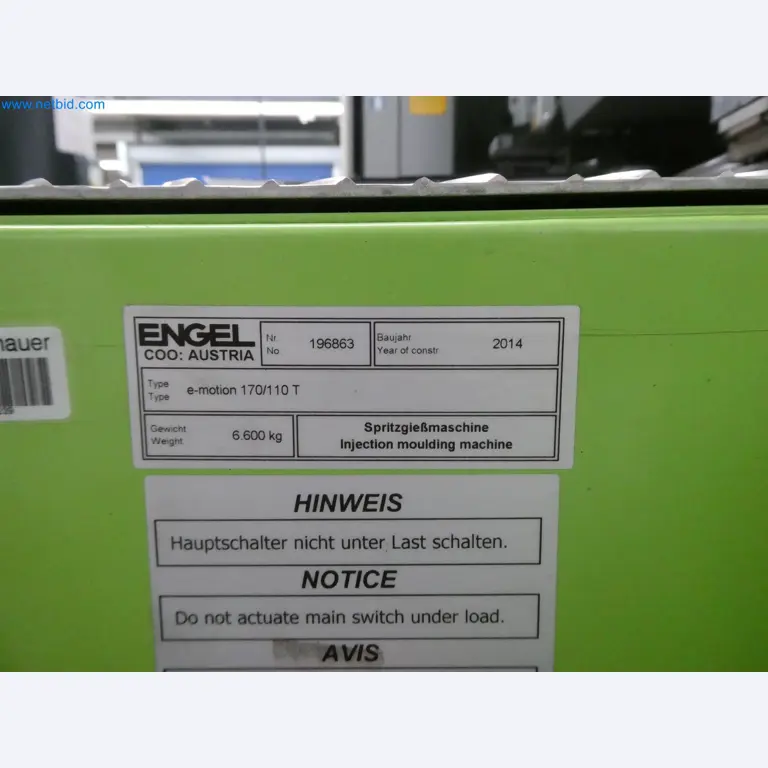 www.netbid.com
hauer
ENGEL
COO: AUSTRIA
Nr.
No
196863
Baujahr
Year of constr
2014
Type
Type
e-motion 170/110 T
Gewicht
Weight
6.600 kg
Spritzgießmaschine
Injection moulding machine
HINWEIS
Hauptschalter nicht unter Last schalten.
NOTICE
Do not actuate main switch under load.
AVIS